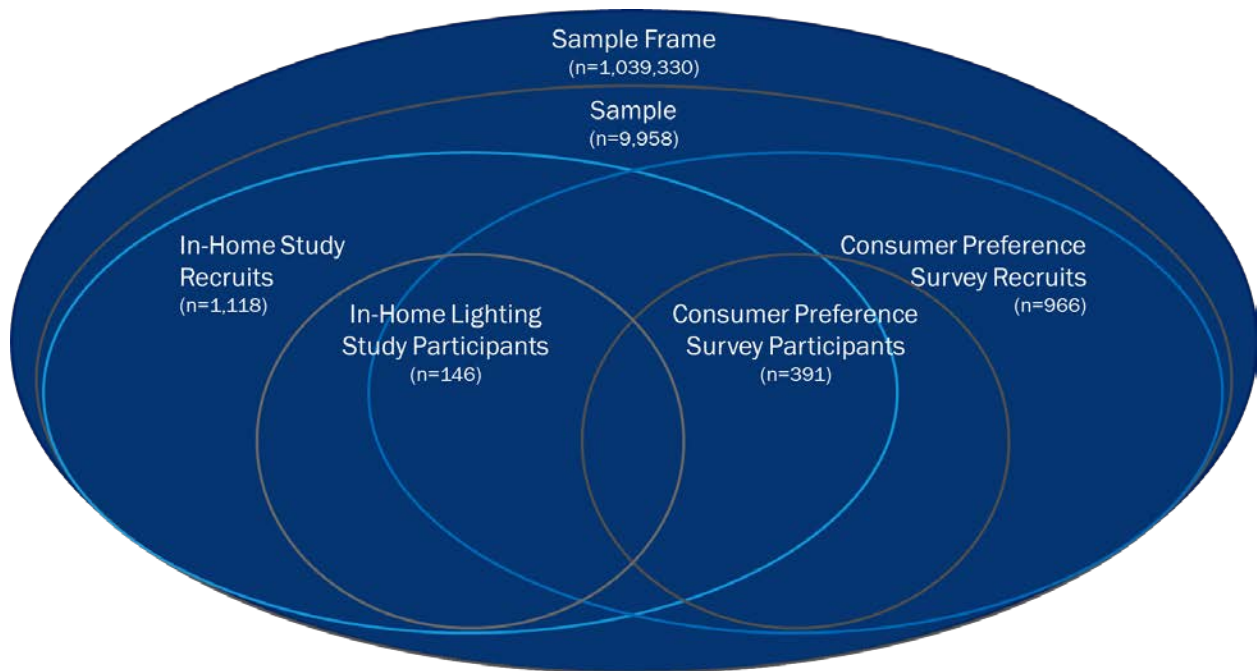 Sample Frame
(n=1,039,330)
Sample
(n=9,958)
In-Home Study
Recruits
(n=1,118)
Consumer Preference
Survey Recruits
(n=966)
In-Home Lighting
Study Participants
(n=146)
Consumer Preference
Survey Participants
(n=391)